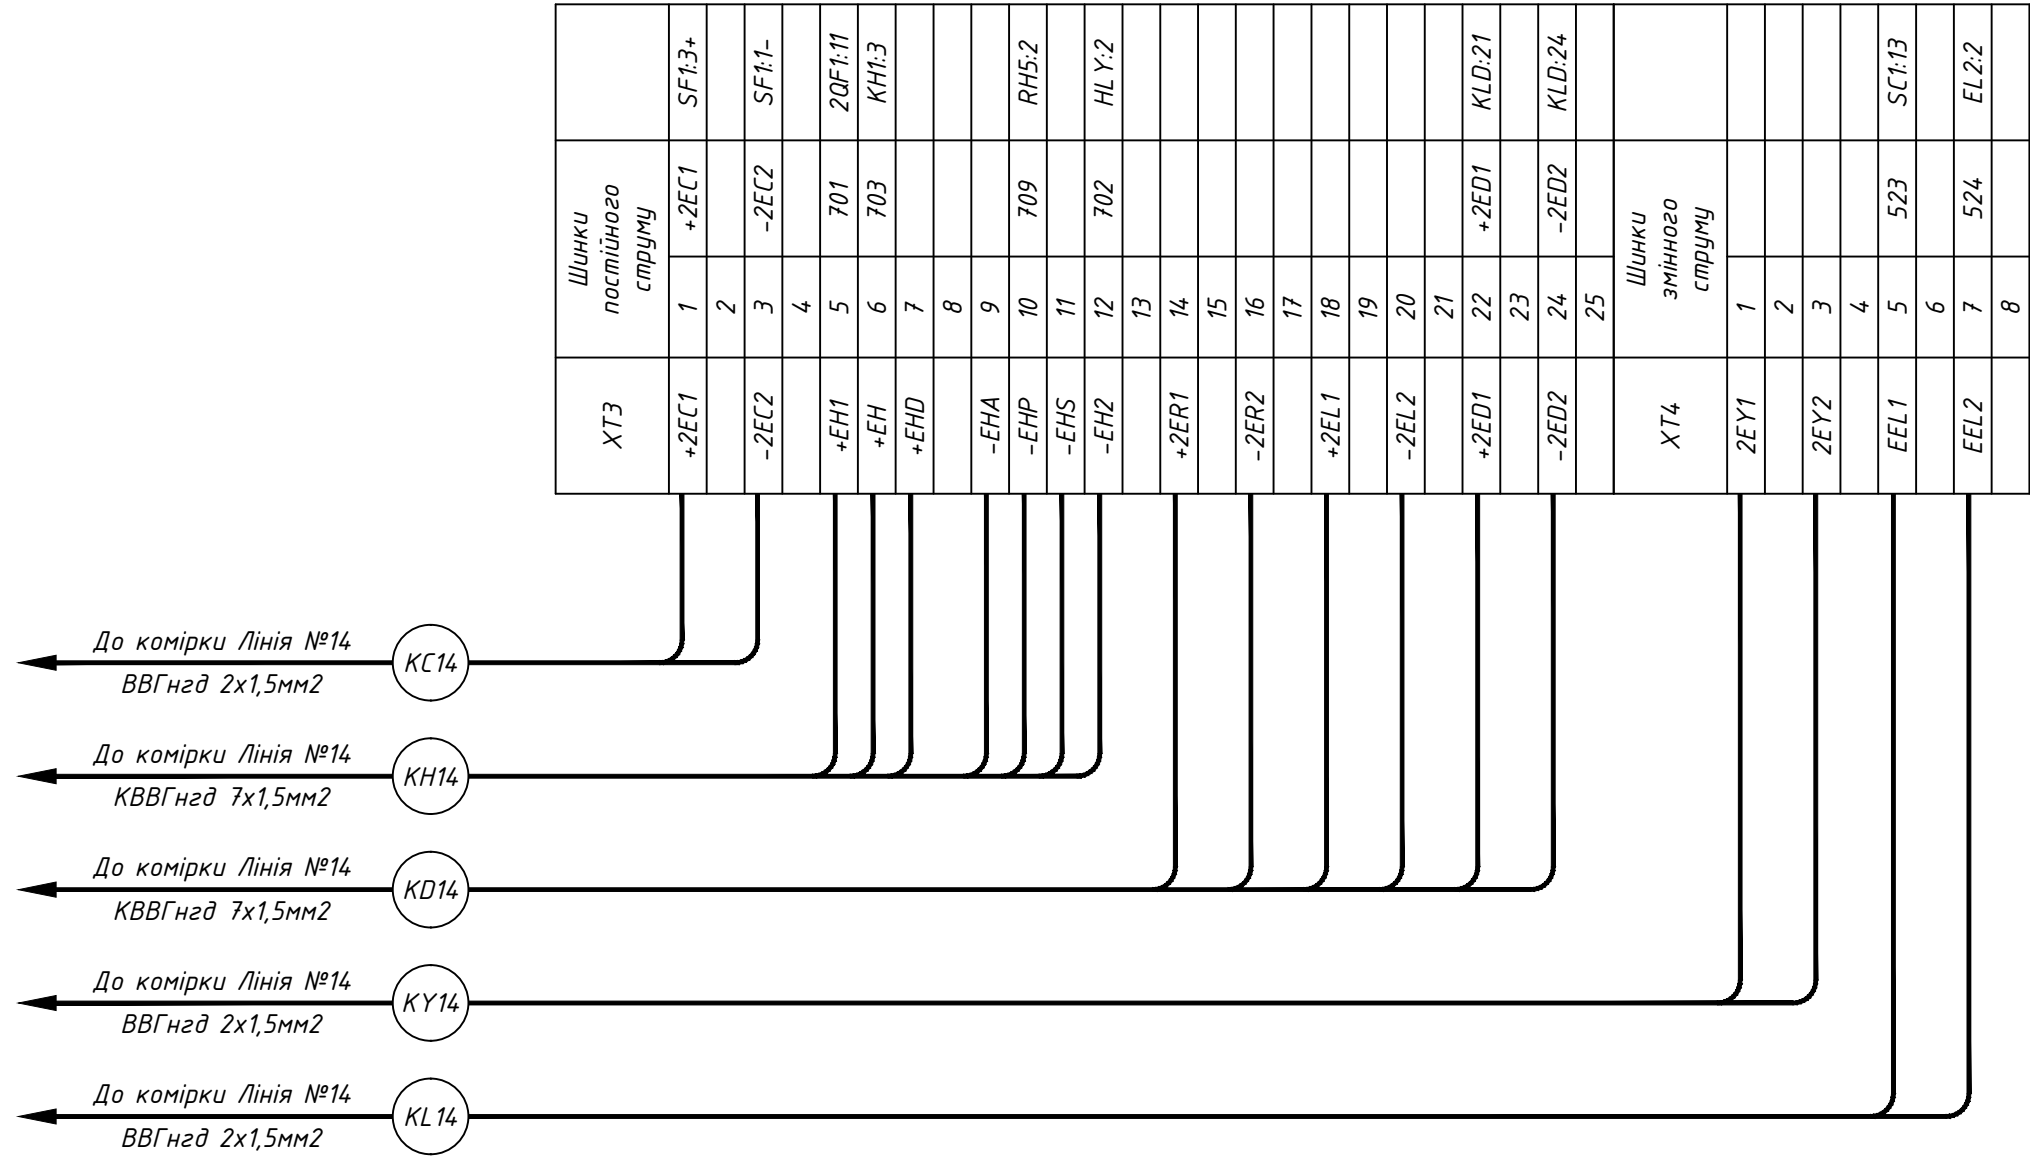 SF1:3+
SF1:1-
2QF1:11
KH1:3
RH5:2
HLY:2
KLD:21
KLD:24
SC1:13
EL2:2
Шинки
постійного
струму
+2EC1
-2EC2
701
703
709
702
+2ED1
-2ED2
Шинки
змінного
струму
523
524
1
2
3
4
5
6
7
8
9
10
11
12
13
14
15
16
17
18
19
20
21
22
23
24
25
1
2
3
4
5
6
7
8
XT3
+2EC1
-2EC2
+EH1
+EH
+EHD
-EHA
-EHP
-EHS
-EH2
+2ER1
-2ER2
+2EL1
-2EL2
+2ED1
-2ED2
XT4
2EY1
2EY2
EEL1
EEL2
До комірки Лінія №14
KC14
ВВГнгд 2x1,5мм2
До комірки Лінія №14
KH14
КВВГнгд 7x1,5мм2
До комірки Лінія №14
KD14
КВВГнгд 7x1,5мм2
До комірки Лінія №14
KY14
ВВГнгд 2x1,5мм2
До комірки Лінія №14
KL14
ВВГнгд 2x1,5мм2